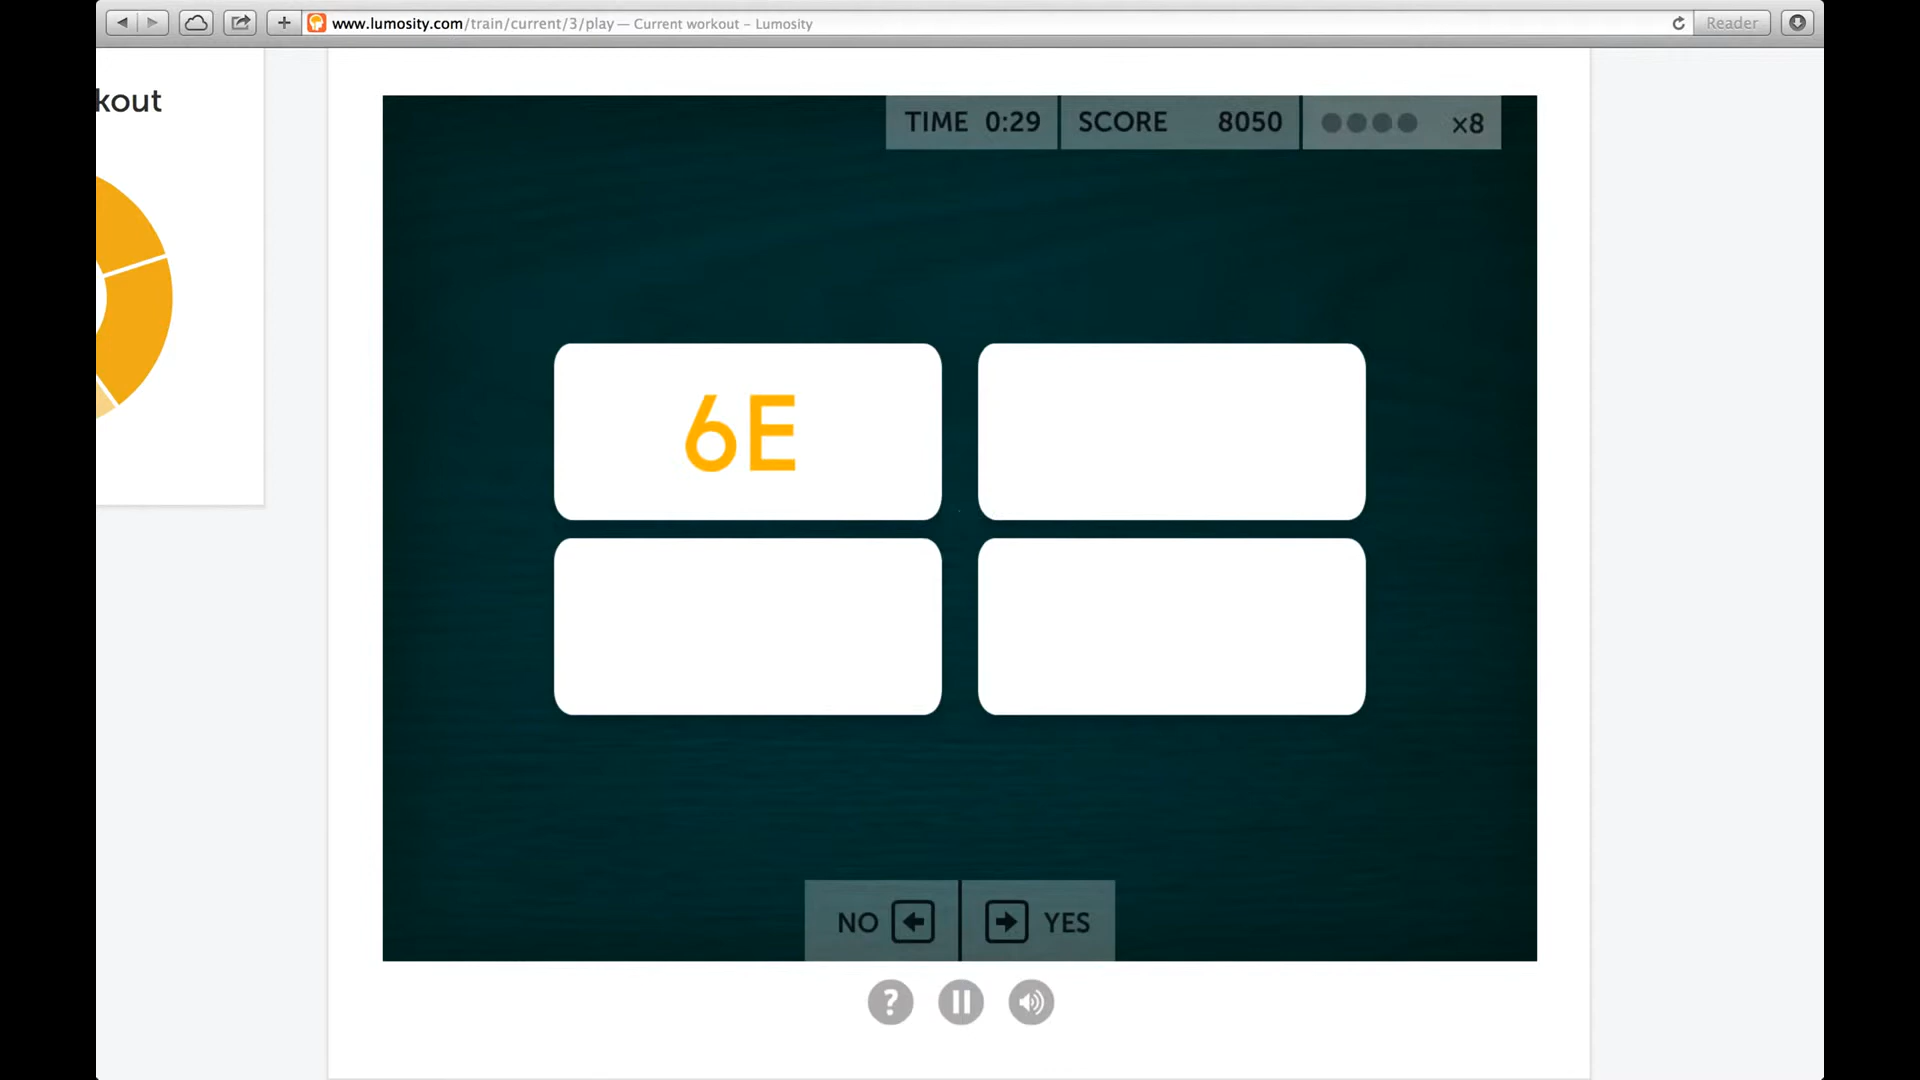 www.lumosity.com/train/current/3/play — Current workout – Lumosity
Reader
kout
TIME 0:29 SCORE 8050 x8
6E
NO YES
?